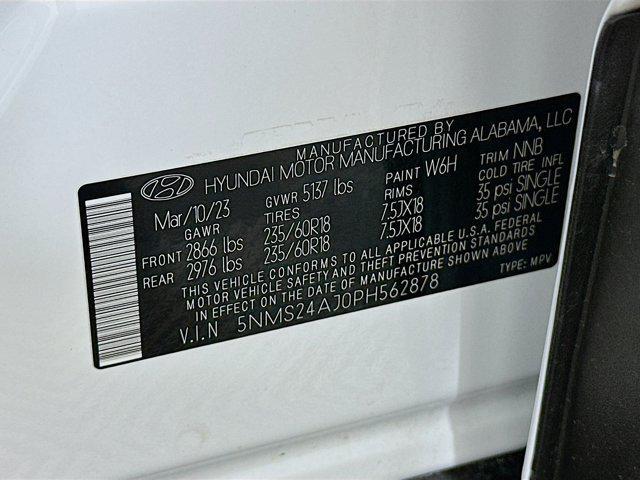 MANUFACTURED BY
HYUNDAI MOTOR MANUFACTURING ALABAMA, LLC
Mar/10/23 GVWR 5137 lbs PAINT W6H TRIM NNB
GAWR TIRES RIMS COLD TIRE INFL
FRONT 2866 lbs 235/60R18 7.5JX18 35 psi SINGLE
REAR 2976 lbs 235/60R18 7.5JX18 35 psi SINGLE
THIS VEHICLE CONFORMS TO ALL APPLICABLE U.S.A. FEDERAL
MOTOR VEHICLE SAFETY AND THEFT PREVENTION STANDARDS
IN EFFECT ON THE DATE OF MANUFACTURE SHOWN ABOVE
V.I.N 5NMS24AJ0PH562878 TYPE: MPV